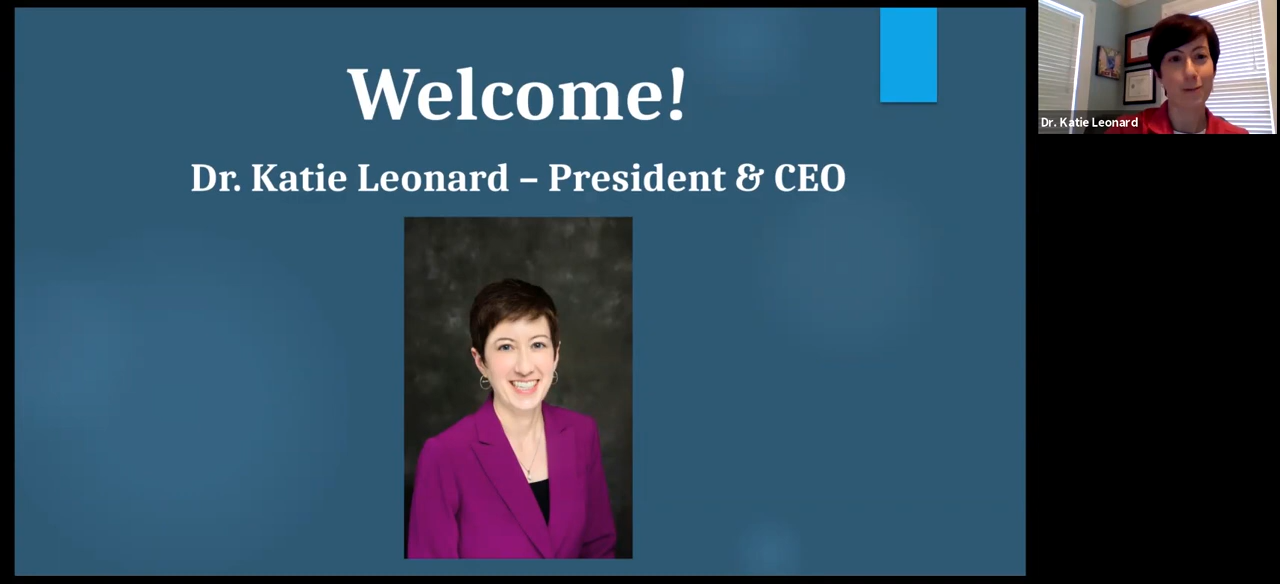 Welcome!
Dr. Katie Leonard – President & CEO
Dr. Katie Leonard